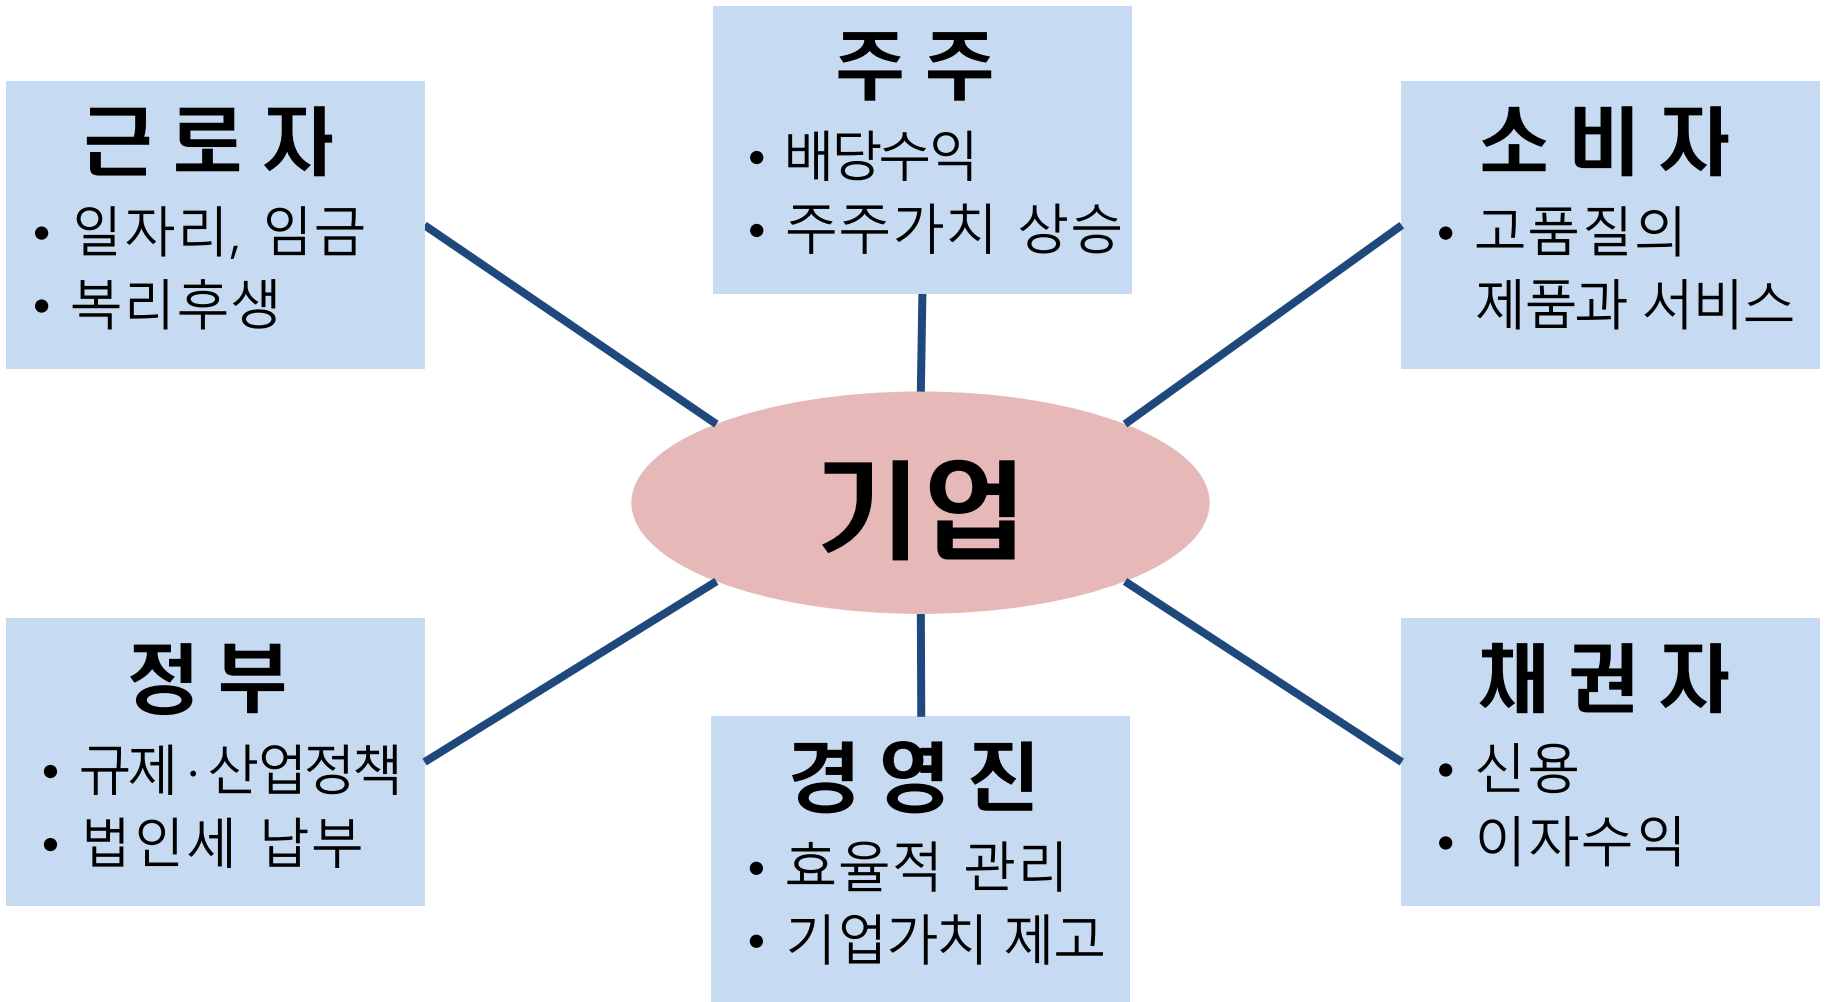 주 주
• 배당수익
• 주주가치 상승
근 로 자
• 일자리, 임금
• 복리후생
소 비 자
• 고품질의
제품과 서비스
기업
정 부
• 규제·산업정책
• 법인세 납부
경 영 진
• 효율적 관리
• 기업가치 제고
채 권 자
• 신용
• 이자수익